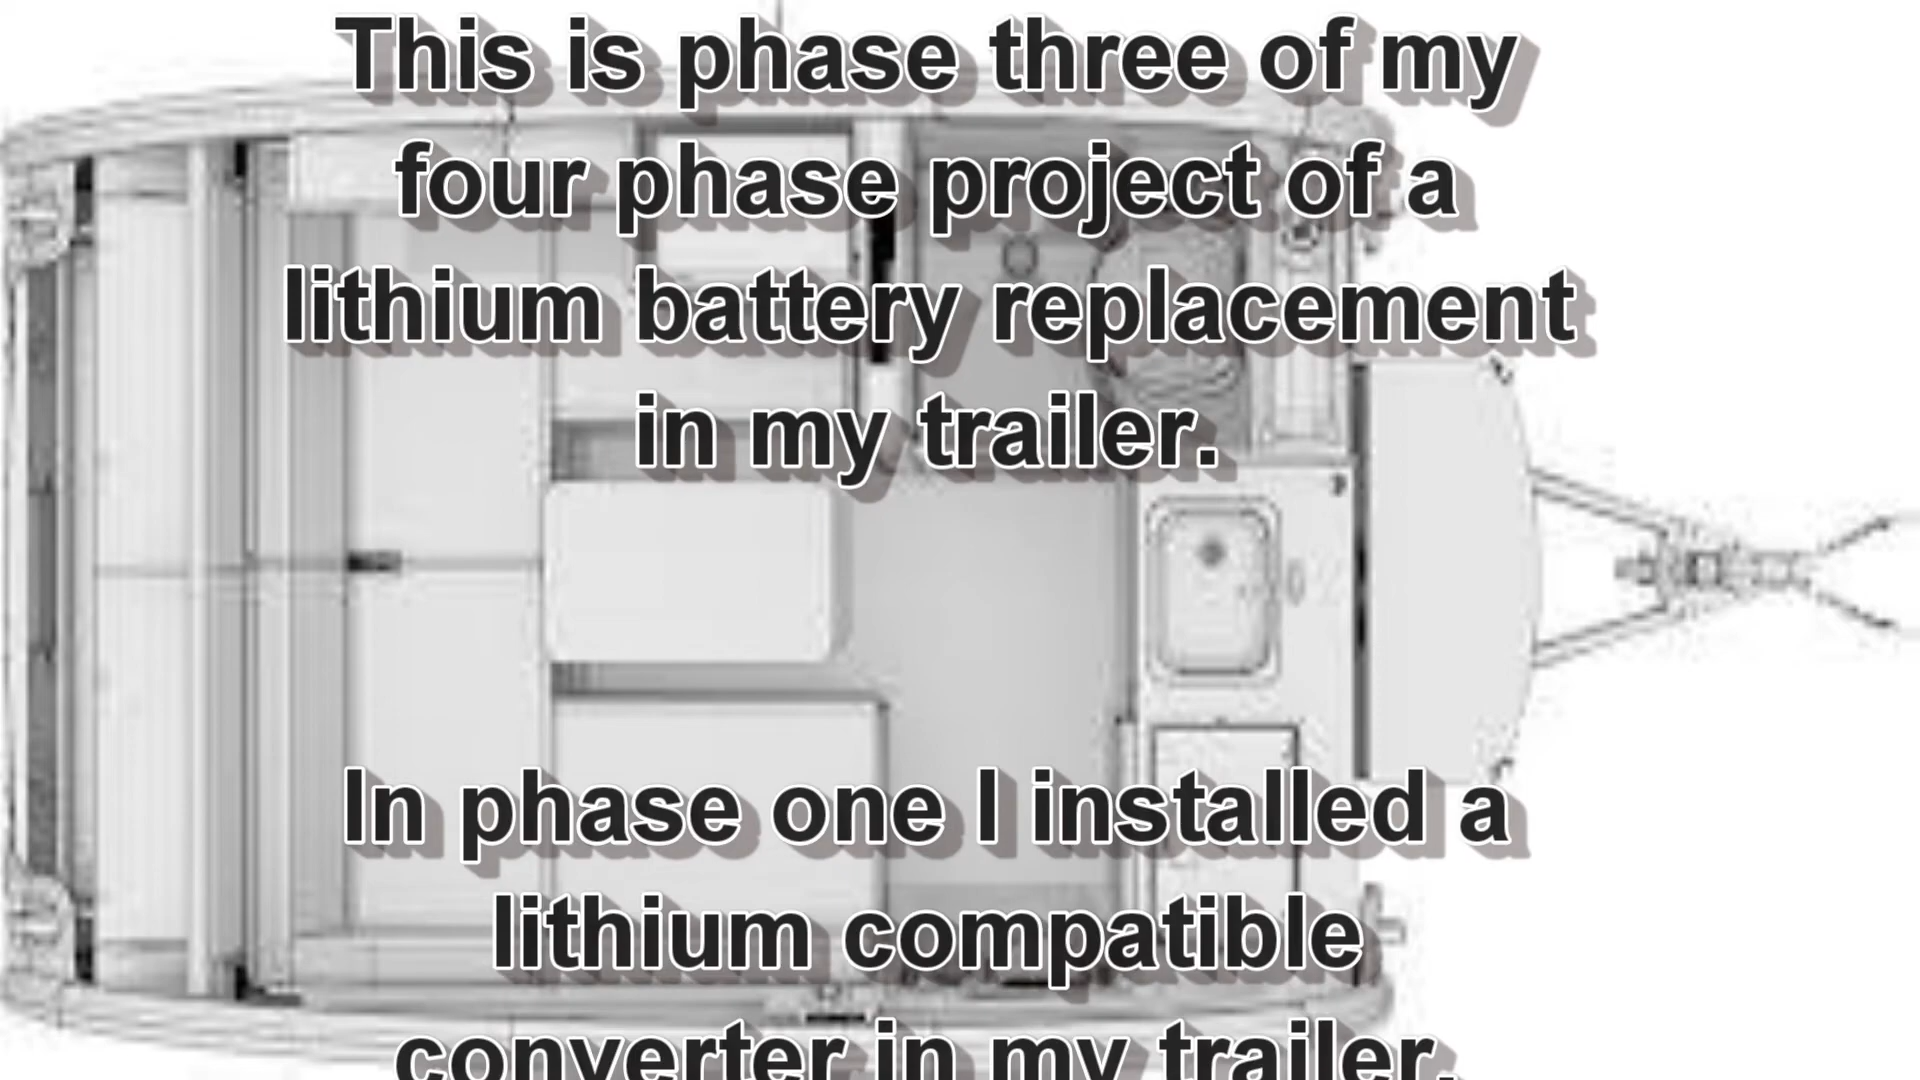 This is phase three of my
four phase project of a
lithium battery replacement
in my trailer.
In phase one I installed a
lithium compatible
converter in my trailer.